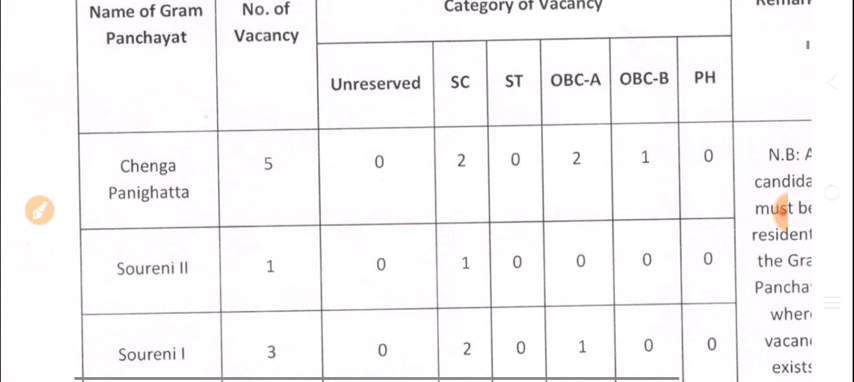 Name of Gram Panchayat
No. of Vacancy
Category of Vacancy
Unreserved SC ST OBC-A OBC-B PH
Chenga Panighatta 5 0 2 0 2 1 0
Soureni II 1 0 1 0 0 0 0
Soureni I 3 0 2 0 1 0 0
N.B: A
candida
must be
resident
the Gra
Pancha
where
vacan
exists